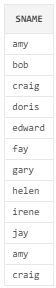 SNAME
amy
bob
craig
doris
edward
fay
gary
helen
irene
jay
amy
craig